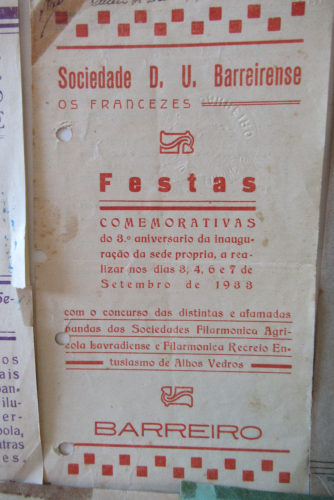 Sociedade D. U. Barreirense
OS FRANCEZES
Festas
COMEMORATIVAS
do 3.º aniversario da inaugu-
ração da sede propria, a rea-
lizar nos dias 3, 4, 6 e 7 de
Setembro de 1933
com o concurso das distintas e afamadas
bandas das Sociedades Filarmonica Agri-
cola Lavradiense e Filarmonica Recreio En-
tusiasmo de Alhos Vedros
BARREIRO